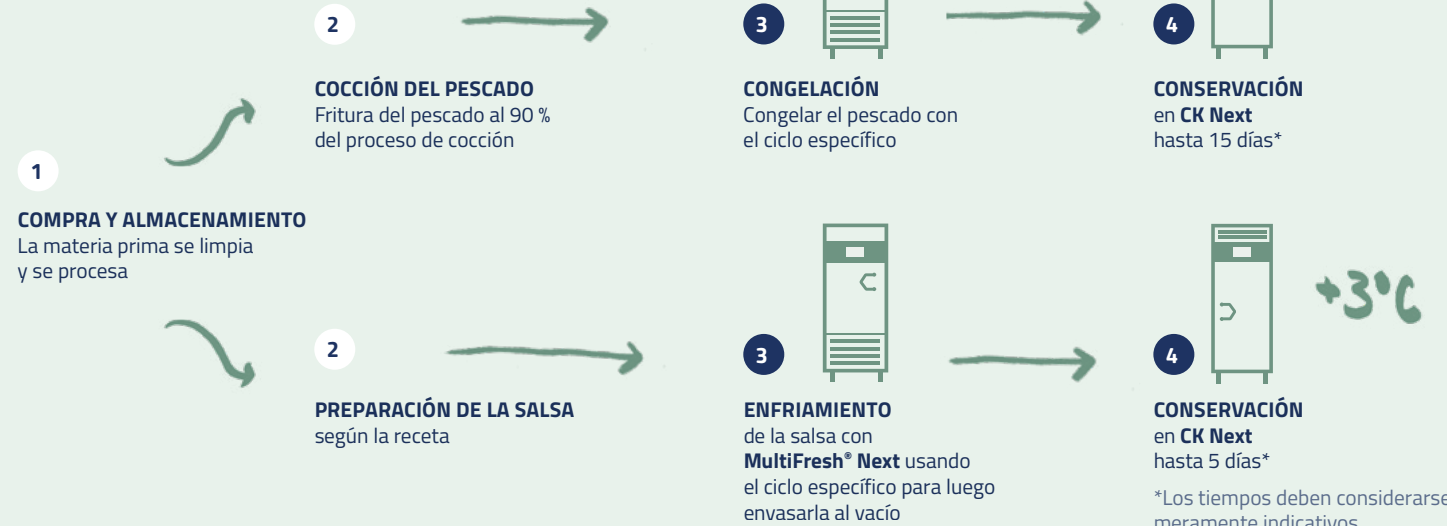 2
COCCIÓN DEL PESCADO
Fritura del pescado al 90 %
del proceso de cocción
3
CONGELACIÓN
Congelar el pescado con
el ciclo específico
4
CONSERVACIÓN
en CK Next
hasta 15 días*
1
COMPRA Y ALMACENAMIENTO
La materia prima se limpia
y se procesa
2
PREPARACIÓN DE LA SALSA
según la receta
3
ENFRIAMIENTO
de la salsa con
MultiFresh® Next usando
el ciclo específico para luego
envasarla al vacío
4
+3°C
CONSERVACIÓN
en CK Next
hasta 5 días*
*Los tiempos deben considerarse
meramente indicativos